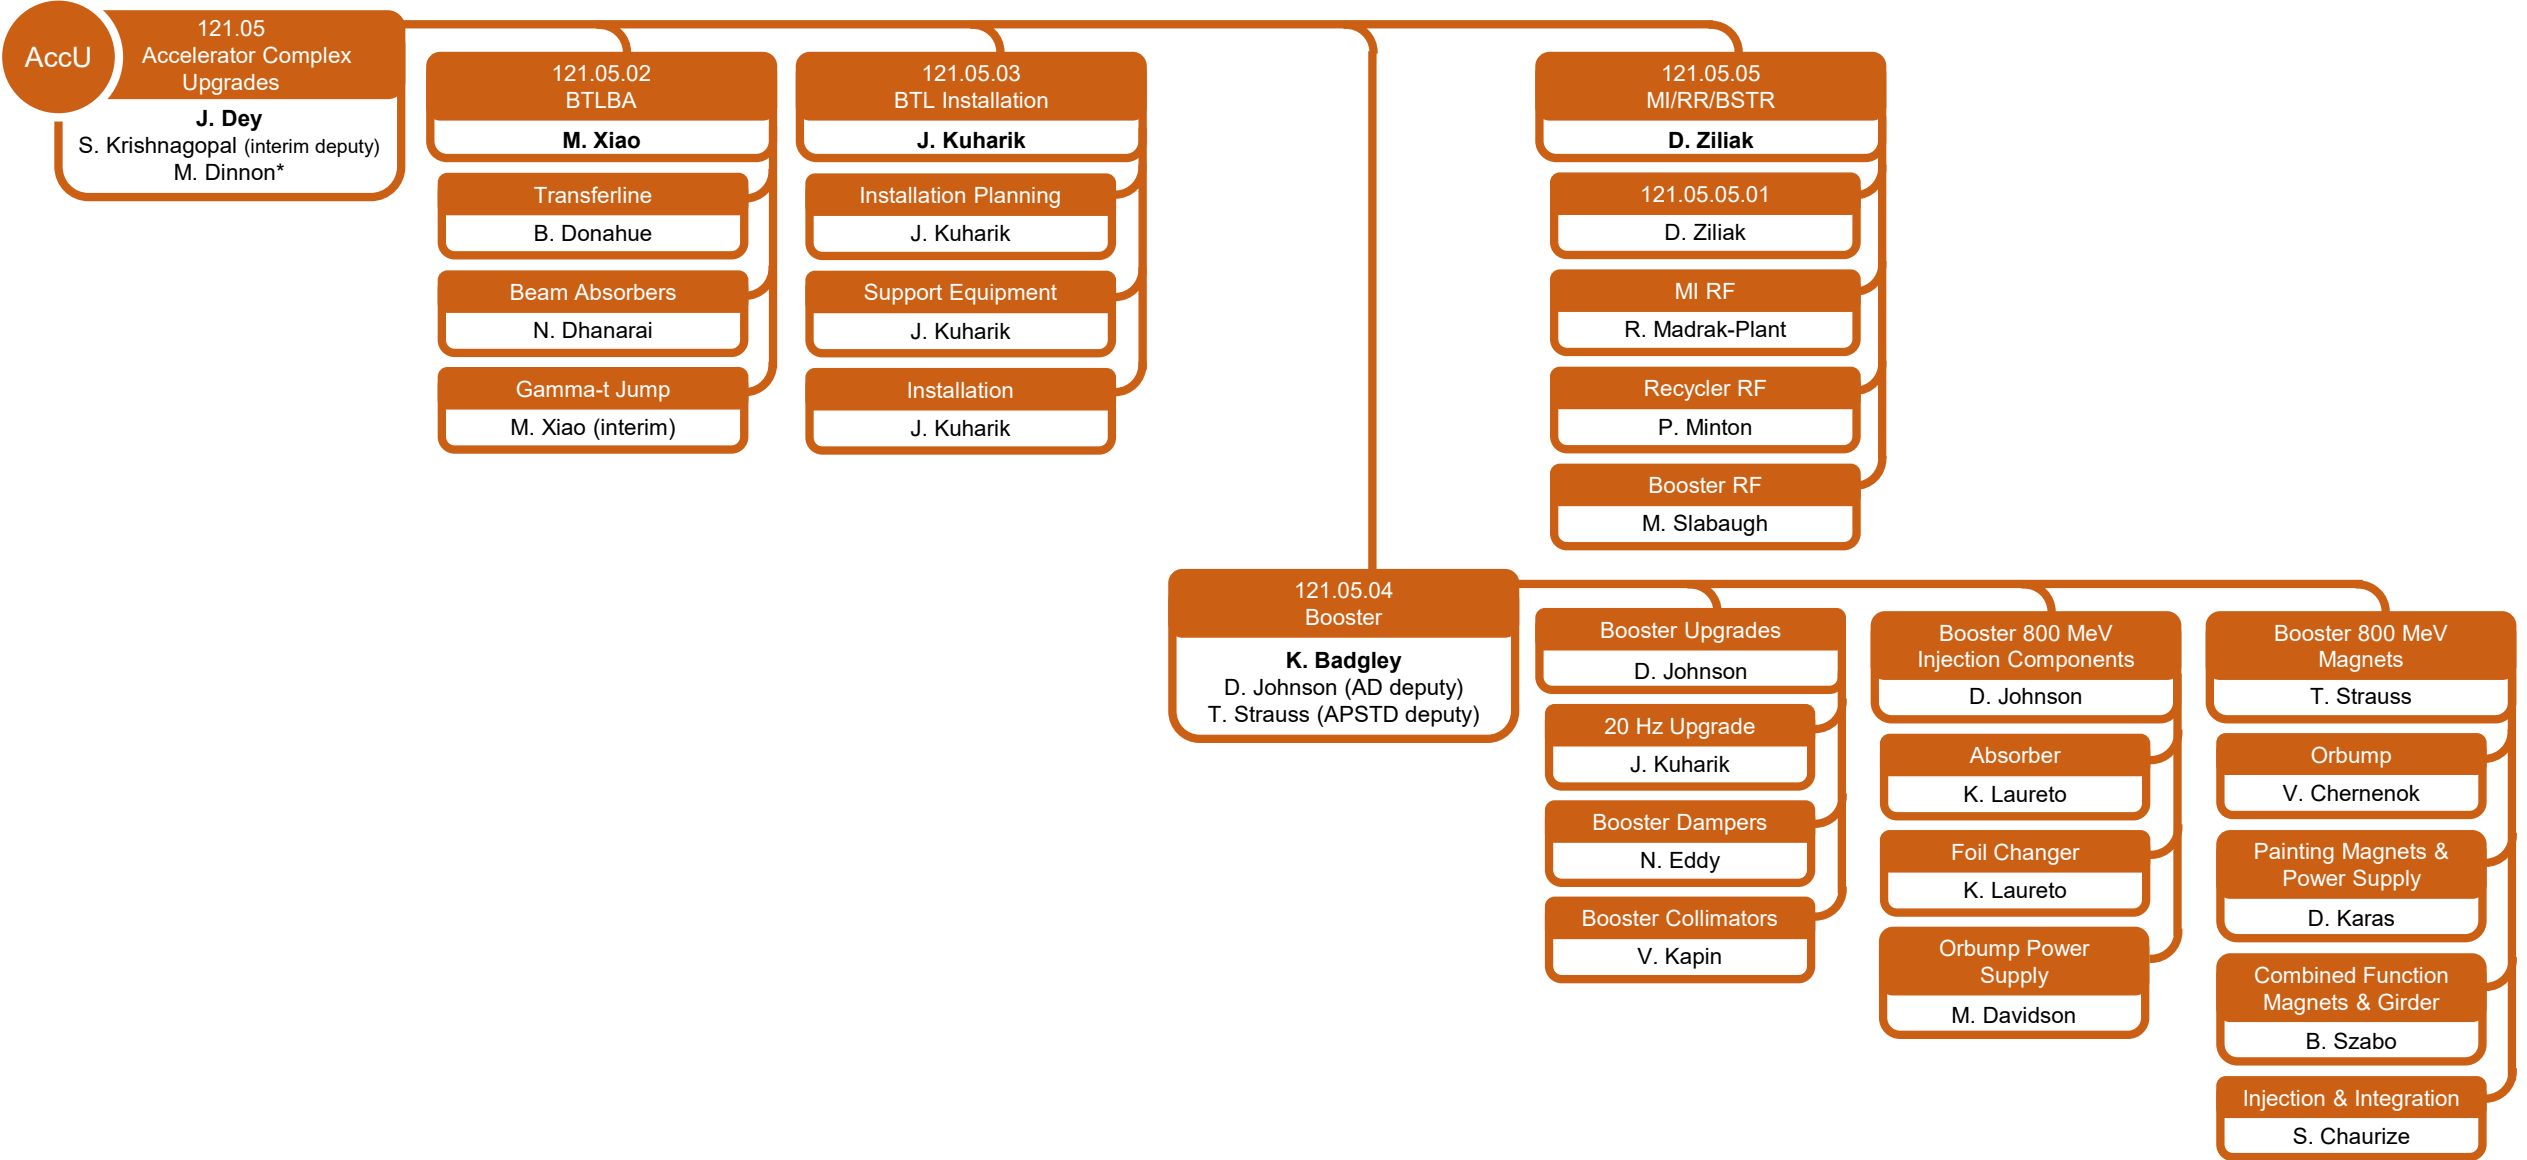 AccU
121.05
Accelerator Complex
Upgrades
J. Dey
S. Krishnagopal (interim deputy)
M. Dinnon*
121.05.02
BTLBA
M. Xiao
Transferline
B. Donahue
Beam Absorbers
N. Dhanarai
Gamma-t Jump
M. Xiao (interim)
121.05.03
BTL Installation
J. Kuharik
Installation Planning
J. Kuharik
Support Equipment
J. Kuharik
Installation
J. Kuharik
121.05.05
MI/RR/BSTR
D. Ziliak
121.05.05.01
D. Ziliak
MI RF
R. Madrak-Plant
Recycler RF
P. Minton
Booster RF
M. Slabaugh
121.05.04
Booster
K. Badgley
D. Johnson (AD deputy)
T. Strauss (APSTD deputy)
Booster Upgrades
D. Johnson
20 Hz Upgrade
J. Kuharik
Booster Dampers
N. Eddy
Booster Collimators
V. Kapin
Booster 800 MeV
Injection Components
D. Johnson
Absorber
K. Laureto
Foil Changer
K. Laureto
Orbump Power
Supply
M. Davidson
Booster 800 MeV
Magnets
T. Strauss
Orbump
V. Chernenok
Painting Magnets &
Power Supply
D. Karas
Combined Function
Magnets & Girder
B. Szabo
Injection & Integration
S. Chaurize